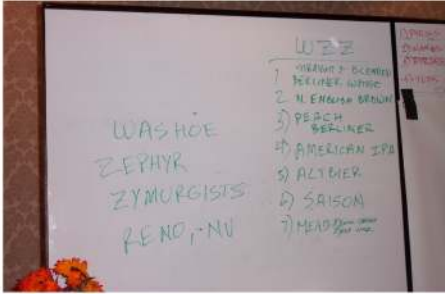 WASHOE
ZEPHYR
ZYMURGISTS
RENO, -NV
WZZ
1 STRAIGHT & BLENDED
BERLINER WEISSE
2 N. ENGLISH BROWN
3) PEACH
BERLINER
4) AMERICAN IPA
5) ALTBIER
6) SAISON
7) MEAD